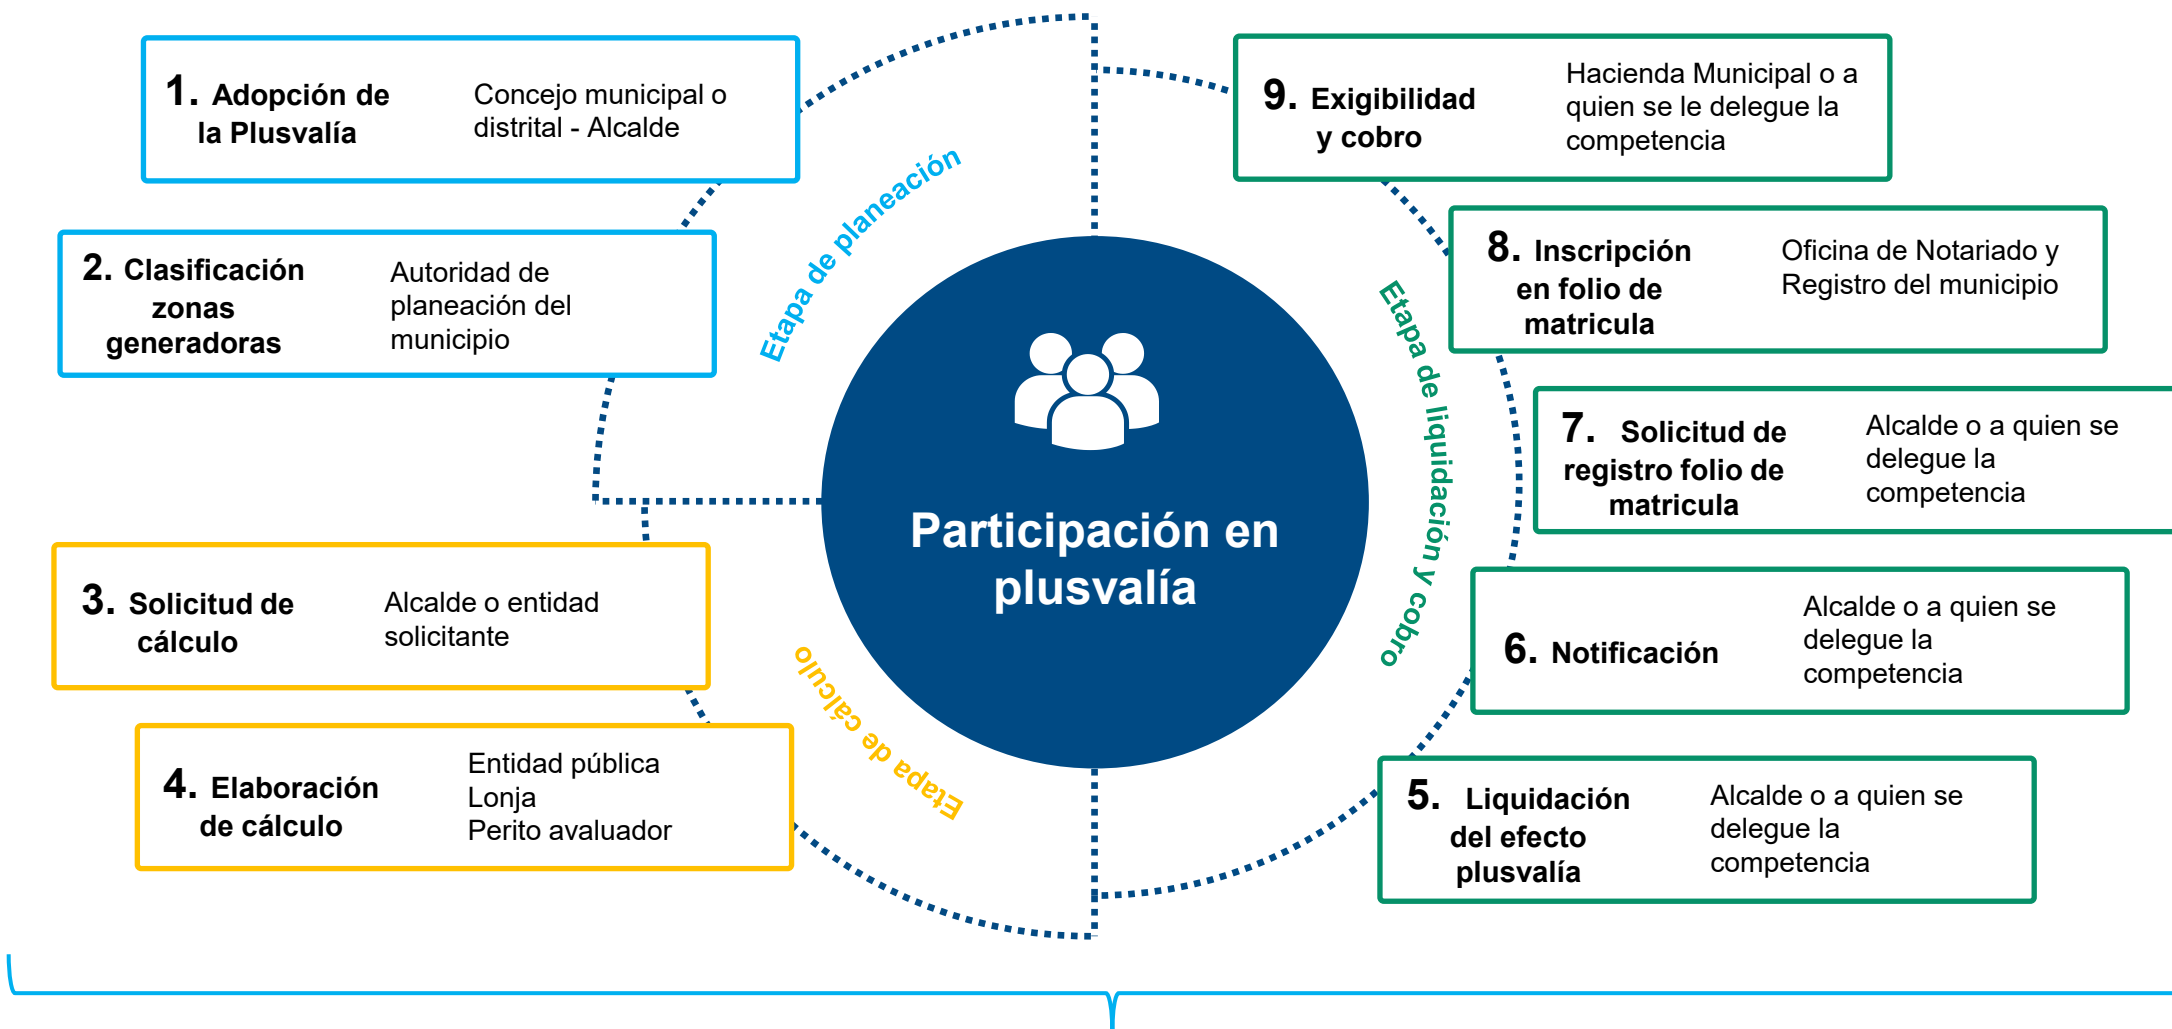 1. Adopción de
la Plusvalía
Concejo municipal o
distrital - Alcalde
2. Clasificación
zonas
generadoras
Autoridad de
planeación del
municipio
3. Solicitud de
cálculo
Alcalde o entidad
solicitante
4. Elaboración
de cálculo
Entidad pública
Lonja
Perito avaluador
Etapa de planeación
Etapa de cálculo
Participación en
plusvalía
Etapa de liquidación y cobro
9. Exigibilidad
y cobro
Hacienda Municipal o a
quien se le delegue la
competencia
8. Inscripción
en folio de
matricula
Oficina de Notariado y
Registro del municipio
7. Solicitud de
registro folio de
matricula
Alcalde o a quien se
delegue la
competencia
6. Notificación
Alcalde o a quien se
delegue la
competencia
5. Liquidación
del efecto
plusvalía
Alcalde o a quien se
delegue la
competencia